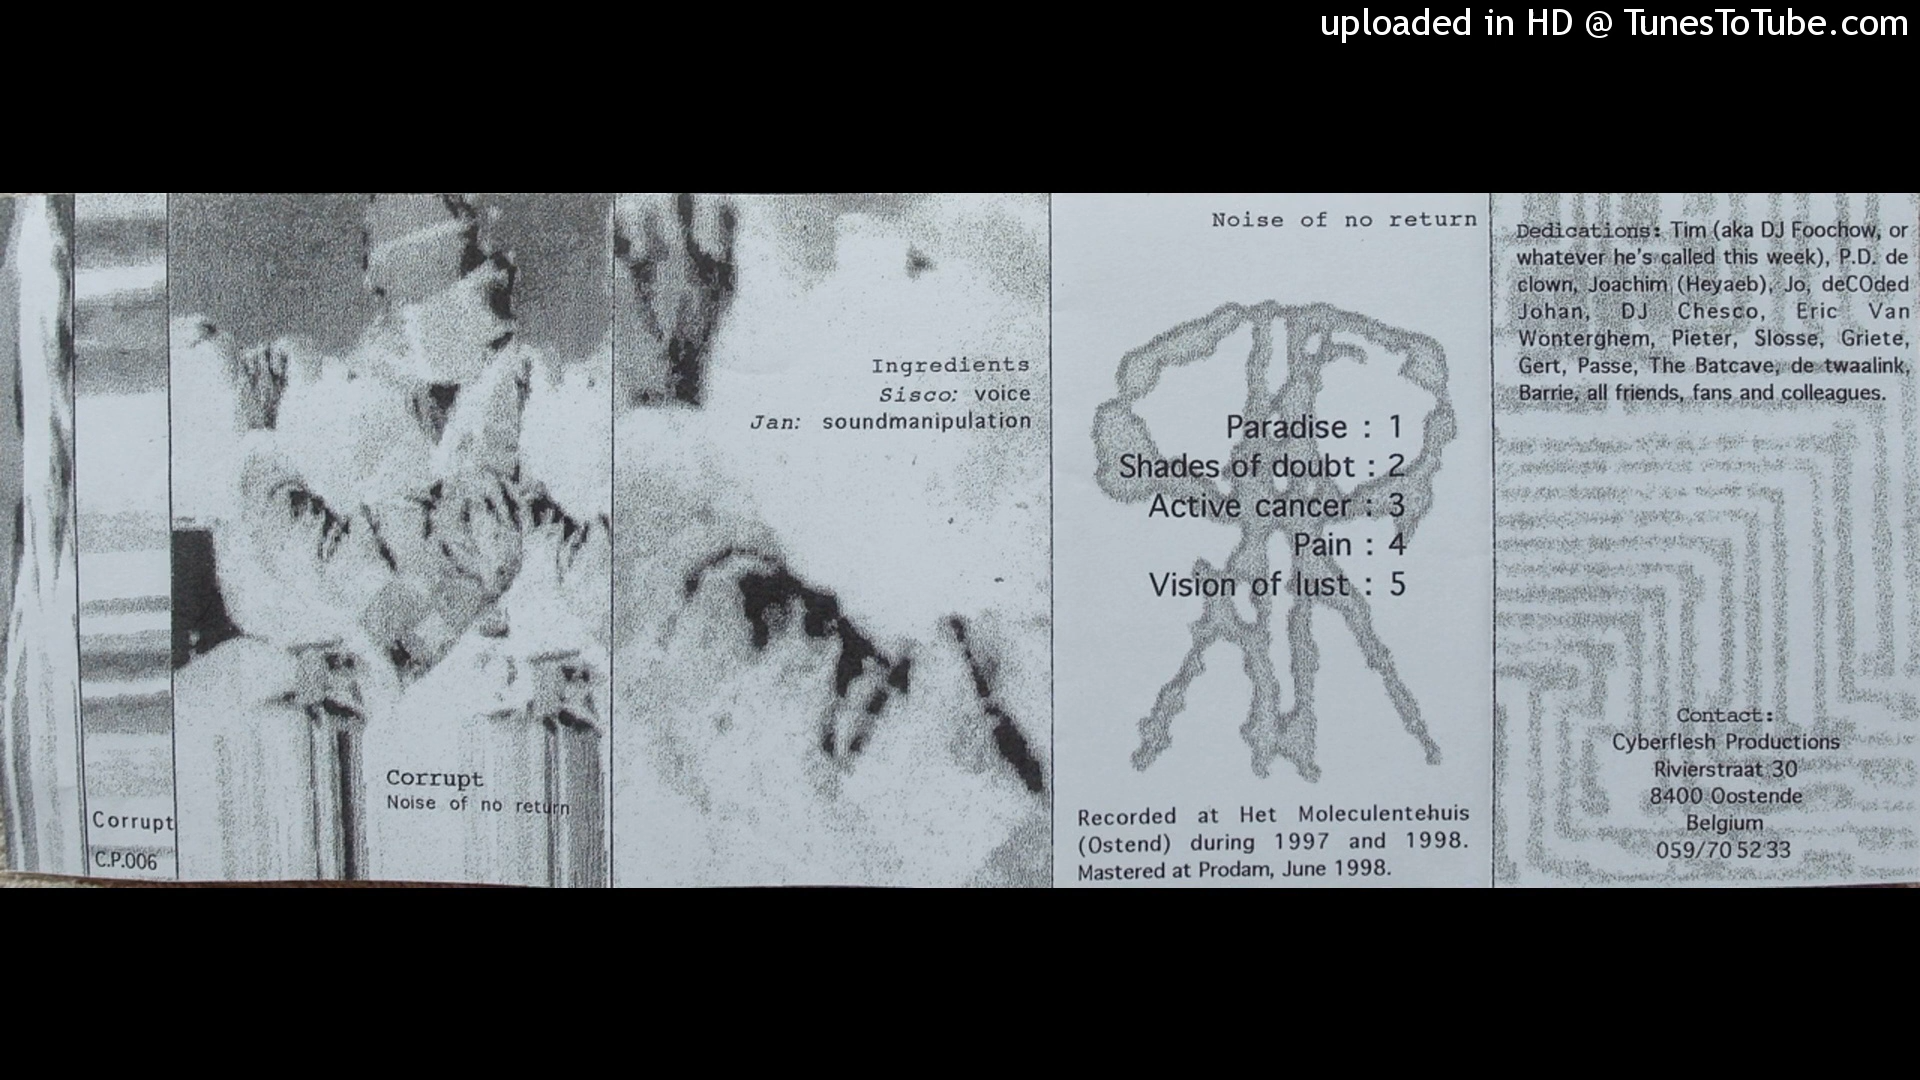 uploaded in HD @ TunesToTube.com
Corrupt
C.P.006
Corrupt
Noise of no return
Ingredients
Sisco: voice
Jan: soundmanipulation
Noise of no return
Paradise : 1
Shades of doubt : 2
Active cancer : 3
Pain : 4
Vision of lust : 5
Recorded at Het Moleculentehuis
(Ostend) during 1997 and 1998.
Mastered at Prodam, June 1998.
Dedications: Tim (aka DJ Foochow, or
whatever he's called this week), P.D. de
clown, Joachim (Heyaeb), Jo, deCOded
Johan, DJ Chesco, Eric Van
Wonterghem, Pieter, Slosse, Griete,
Gert, Passe, The Batcave, de twaalink,
Barrie, all friends, fans and colleagues.
Contact:
Cyberflesh Productions
Rivierstraat 30
8400 Oostende
Belgium
059/70 52 33